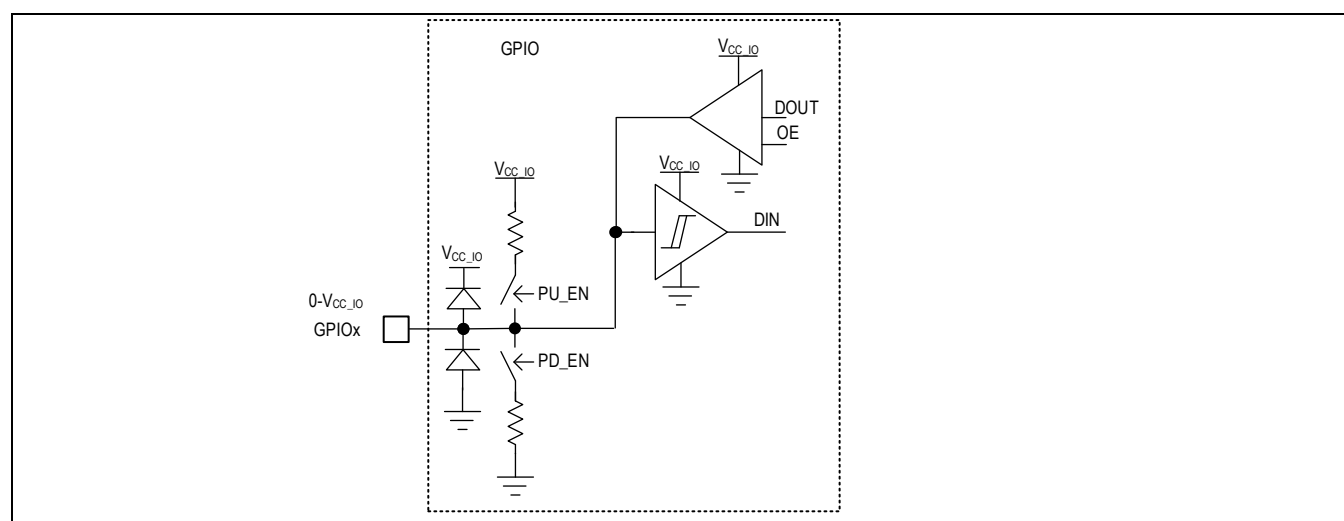 GPIO
VCC_IO
DOUT
OE
VCC_IO
VCC_IO
DIN
VCC_IO
PU_EN
0-VCC_IO
GPIOx
PD_EN